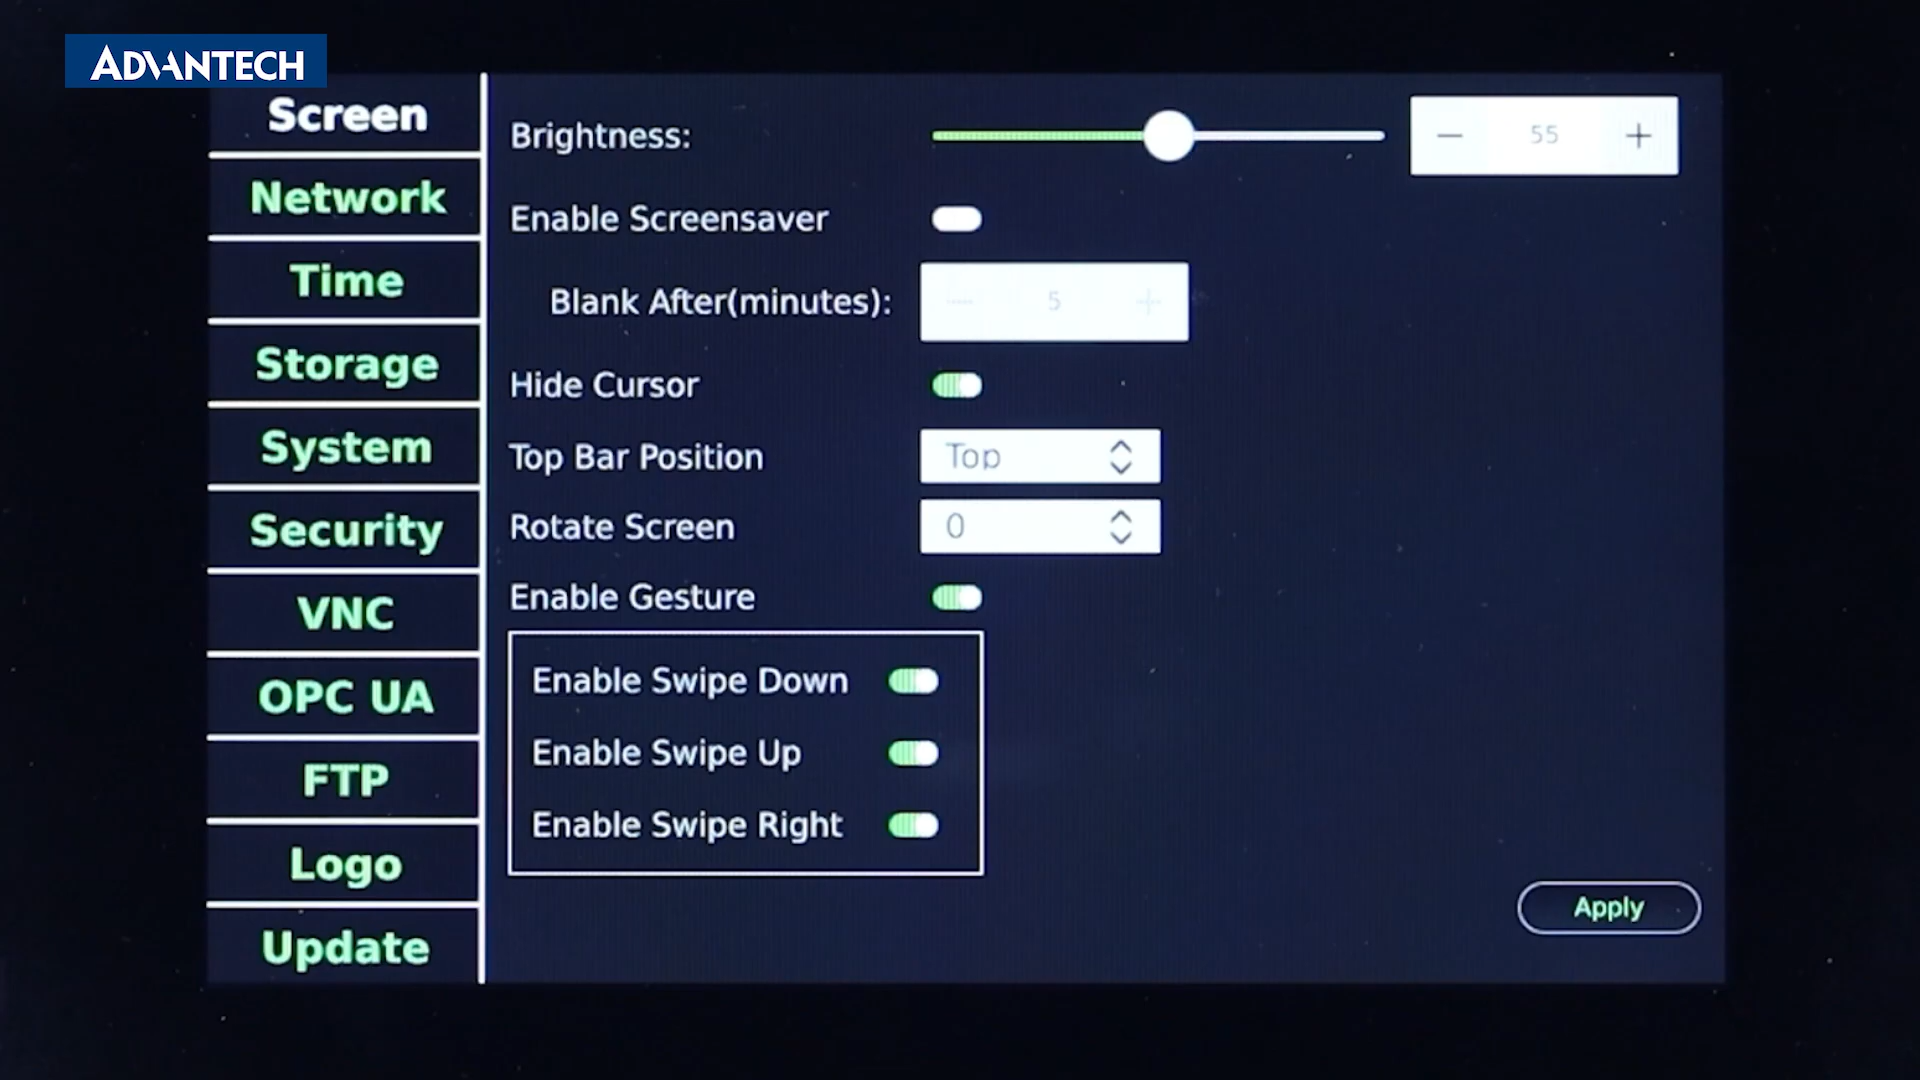 ADVANTECH
Screen
Network
Time
Storage
System
Security
VNC
OPC UA
FTP
Logo
Update
Brightness:
55
Enable Screensaver
Blank After(minutes):
5
Hide Cursor
Top Bar Position
Top
Rotate Screen
0
Enable Gesture
Enable Swipe Down
Enable Swipe Up
Enable Swipe Right
Apply